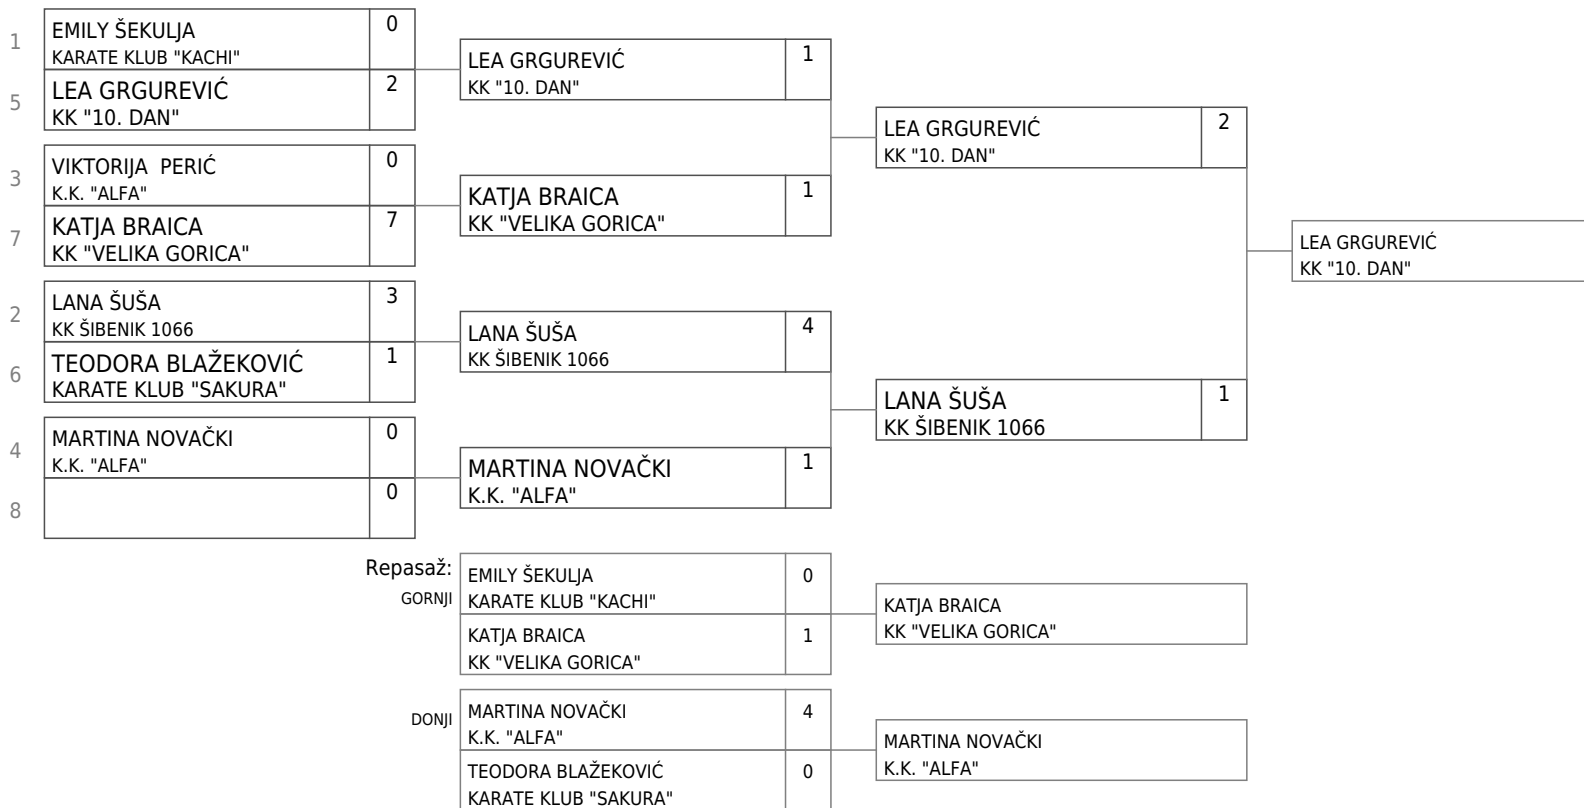 1
EMILY ŠEKULJA
0
KARATE KLUB "KACHI"
5
LEA GRGUREVIĆ
2
KK "10. DAN"
3
VIKTORIJA  PERIĆ
0
K.K. "ALFA"
7
KATJA BRAICA
7
KK "VELIKA GORICA"
2
LANA ŠUŠA
3
KK ŠIBENIK 1066
6
TEODORA BLAŽEKOVIĆ
1
KARATE KLUB "SAKURA"
4
MARTINA NOVAČKI
0
K.K. "ALFA"
8
0
LEA GRGUREVIĆ
1
KK "10. DAN"
KATJA BRAICA
1
KK "VELIKA GORICA"
LANA ŠUŠA
4
KK ŠIBENIK 1066
MARTINA NOVAČKI
1
K.K. "ALFA"
LEA GRGUREVIĆ
2
KK "10. DAN"
LANA ŠUŠA
1
KK ŠIBENIK 1066
LEA GRGUREVIĆ
KK "10. DAN"
Repasaž:
GORNJI
EMILY ŠEKULJA
0
KARATE KLUB "KACHI"
KATJA BRAICA
1
KK "VELIKA GORICA"
KATJA BRAICA
KK "VELIKA GORICA"
DONJI
MARTINA NOVAČKI
4
K.K. "ALFA"
TEODORA BLAŽEKOVIĆ
0
KARATE KLUB "SAKURA"
MARTINA NOVAČKI
K.K. "ALFA"